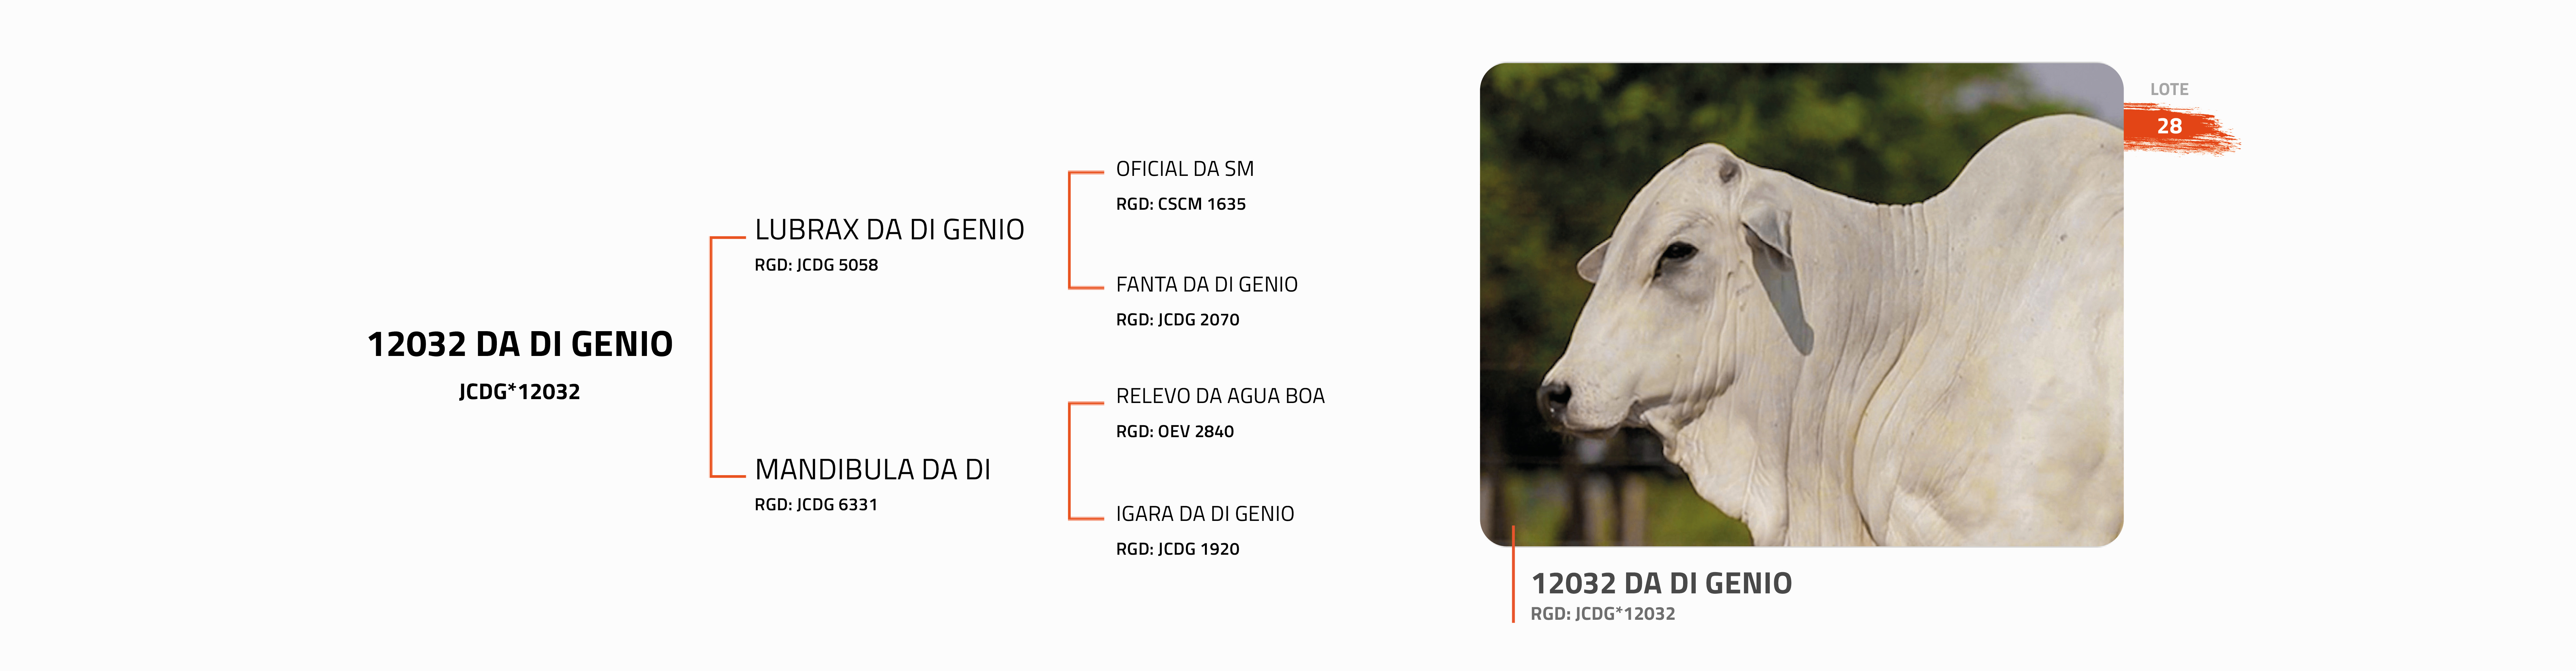 12032 DA DI GENIO
JCDG*12032
LUBRAX DA DI GENIO
RGD: JCDG 5058
MANDIBULA DA DI
RGD: JCDG 6331
OFICIAL DA SM
RGD: CSCM 1635
FANTA DA DI GENIO
RGD: JCDG 2070
RELEVO DA AGUA BOA
RGD: OEV 2840
IGARA DA DI GENIO
RGD: JCDG 1920
LOTE
28
12032 DA DI GENIO
RGD: JCDG*12032